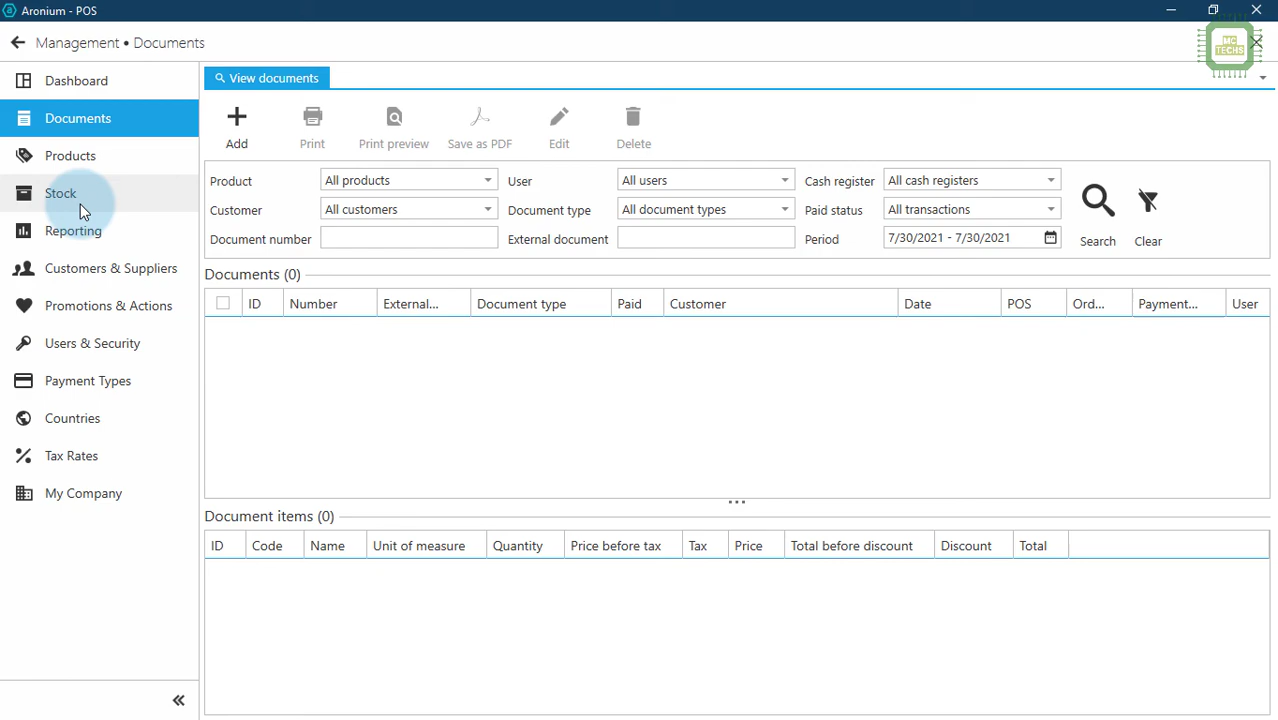 Aronium - POS
Management • Documents
MC
TECHS
Dashboard
Documents
Products
Stock
Reporting
Customers & Suppliers
Promotions & Actions
Users & Security
Payment Types
Countries
Tax Rates
My Company
View documents
Add
Print
Print preview
Save as PDF
Edit
Delete
Product All products User All users Cash register All cash registers
Customer All customers Document type All document types Paid status All transactions
Document number External document Period 7/30/2021 - 7/30/2021
Search
Clear
Documents (0)
ID Number External... Document type Paid Customer Date POS Ord... Payment... User
Document items (0)
ID Code Name Unit of measure Quantity Price before tax Tax Price Total before discount Discount Total